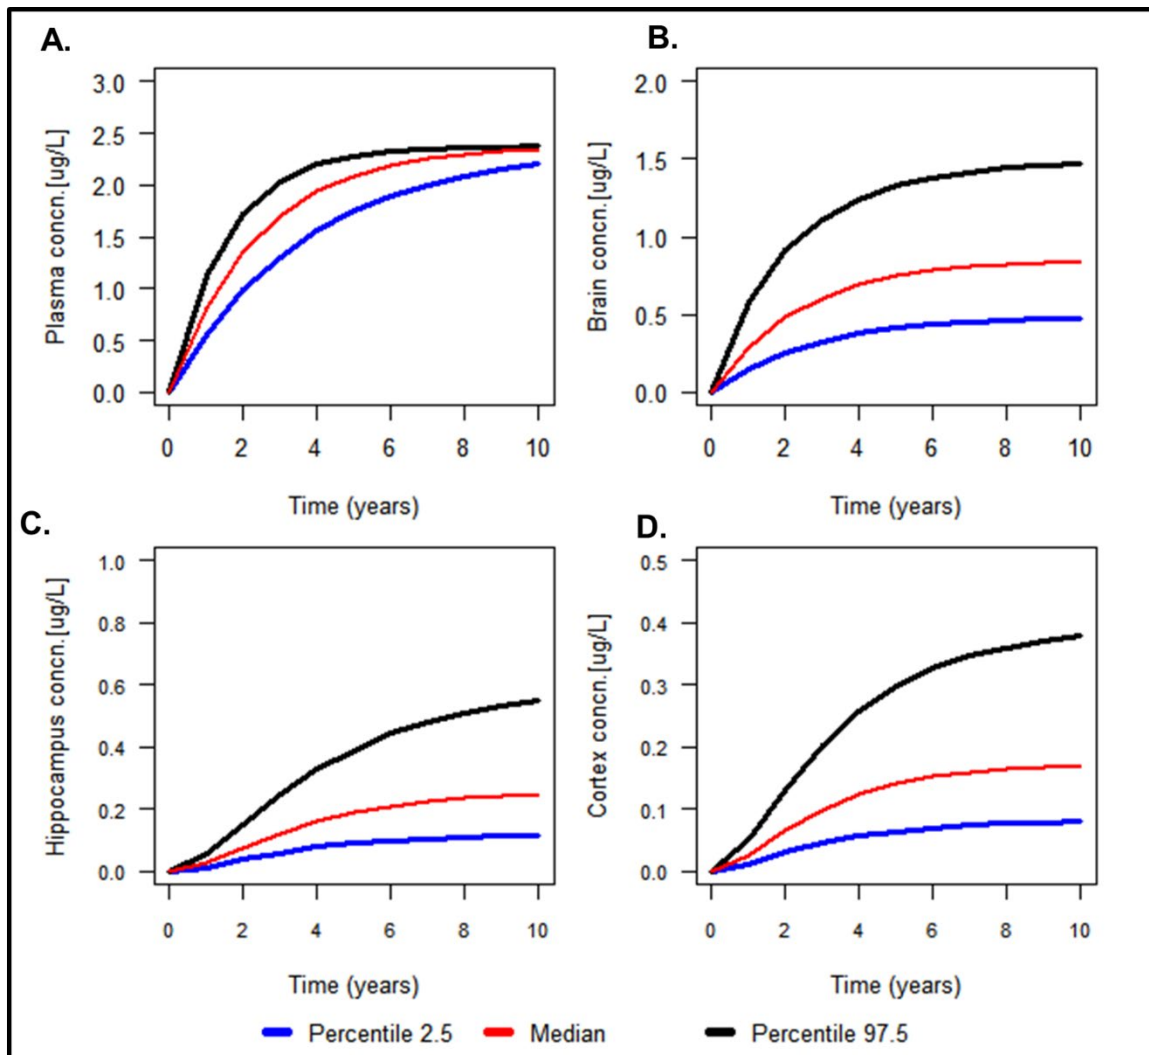 A.
Plasma concn.[ug/L]
3.0
2.5
2.0
1.5
1.0
0.5
0.0
0 2 4 6 8 10
Time (years)
B.
Brain concn.[ug/L]
2.0
1.5
1.0
0.5
0.0
0 2 4 6 8 10
Time (years)
C.
Hippocampus concn.[ug/L]
1.0
0.8
0.6
0.4
0.2
0.0
0 2 4 6 8 10
Time (years)
D.
Cortex concn.[ug/L]
0.5
0.4
0.3
0.2
0.1
0.0
0 2 4 6 8 10
Time (years)
Percentile 2.5 Median Percentile 97.5